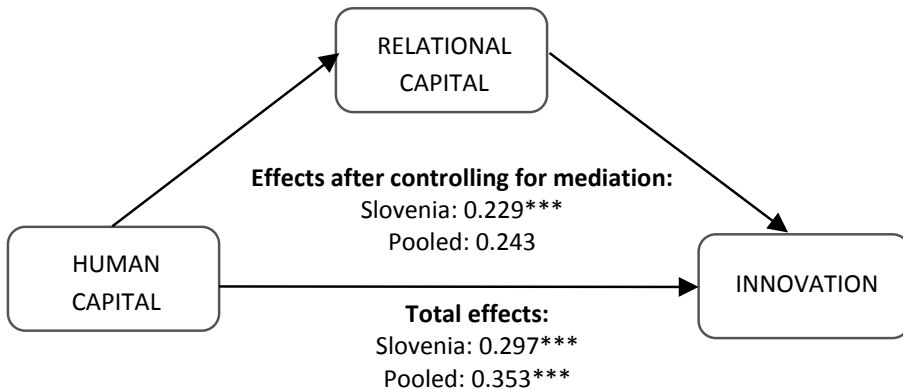 RELATIONAL
CAPITAL
Effects after controlling for mediation:
Slovenia: 0.229***
Pooled: 0.243
HUMAN
CAPITAL
INNOVATION
Total effects:
Slovenia: 0.297***
Pooled: 0.353***